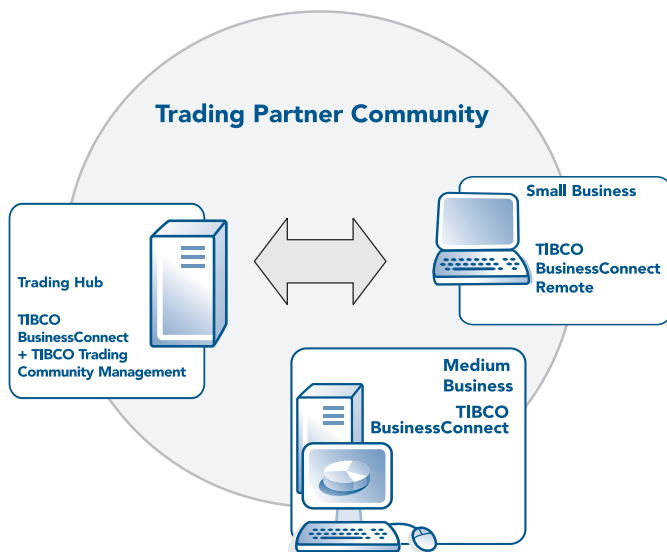 Trading Partner Community
Trading Hub
TIBCO
BusinessConnect
+ TIBCO Trading
Community Management
Small Business
TIBCO
BusinessConnect
Remote
Medium
Business
TIBCO
BusinessConnect